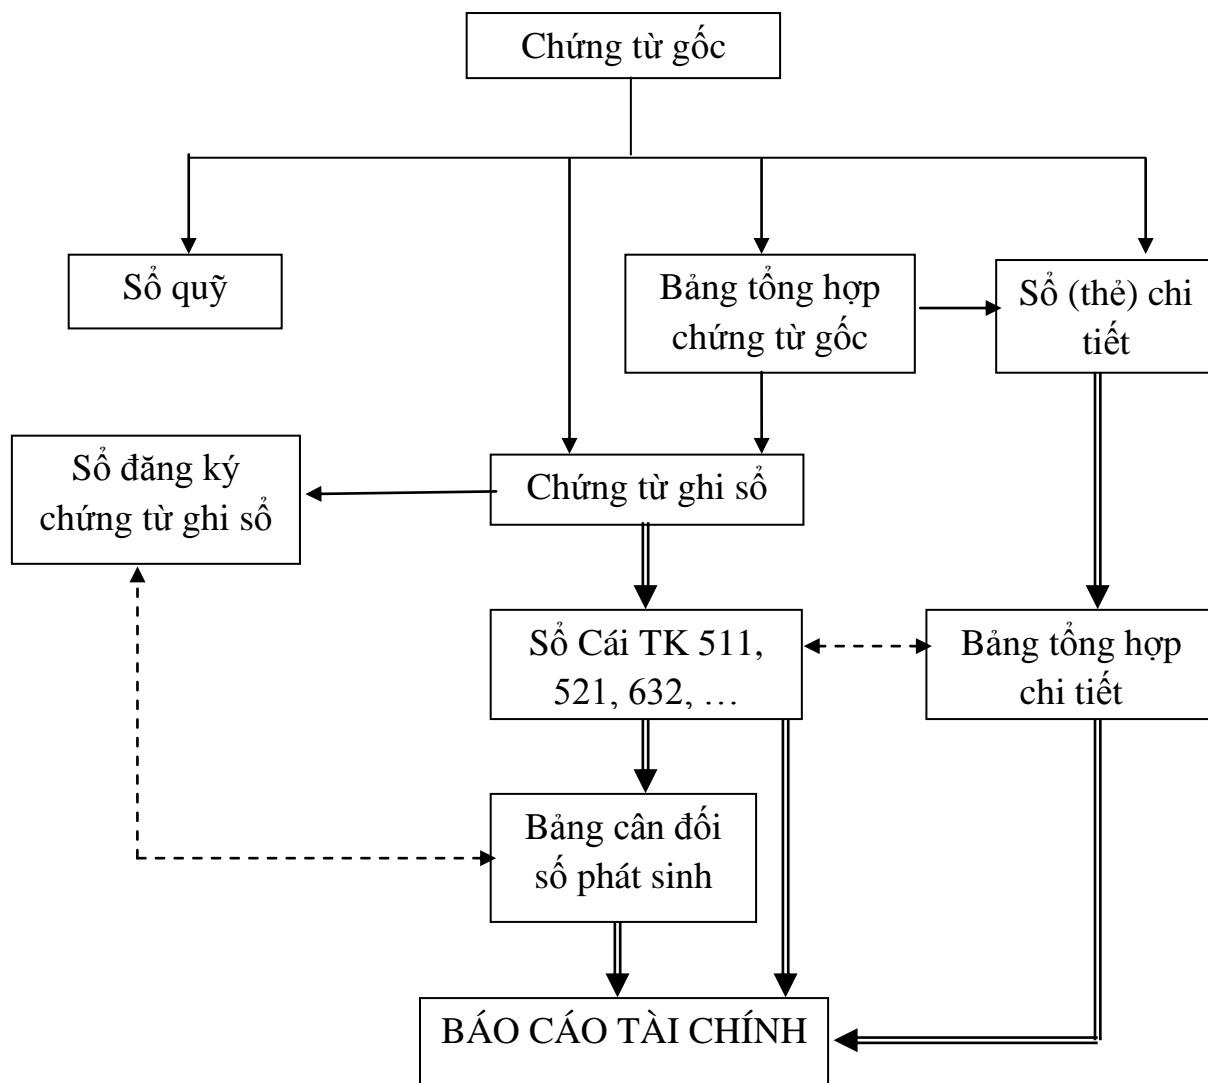 Chứng từ gốc
Sổ quỹ
Bảng tổng hợp
chứng từ gốc
Sổ (thẻ) chi
tiết
Sổ đăng ký
chứng từ ghi sổ
Chứng từ ghi sổ
Sổ Cái TK 511,
521, 632, …
Bảng tổng hợp
chi tiết
Bảng cân đối
số phát sinh
BÁO CÁO TÀI CHÍNH